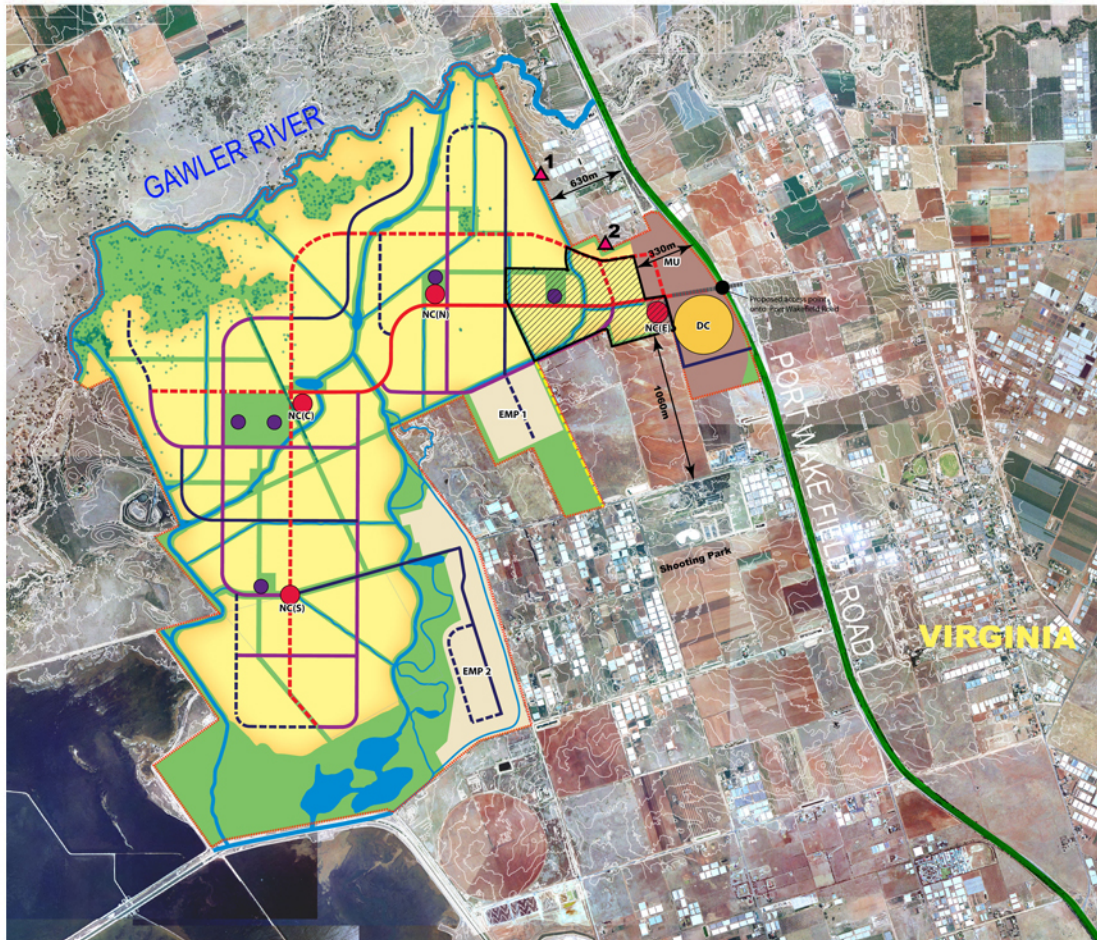 GAWLER RIVER
1
630m
2
330m
MU
Proposed access point
onto Port Wakefield Road
NC(N)
NC(E)
DC
PORT WAKEFIELD ROAD
NC(C)
EMP 1
1060m
Shooting Park
NC(S)
VIRGINIA
EMP 2